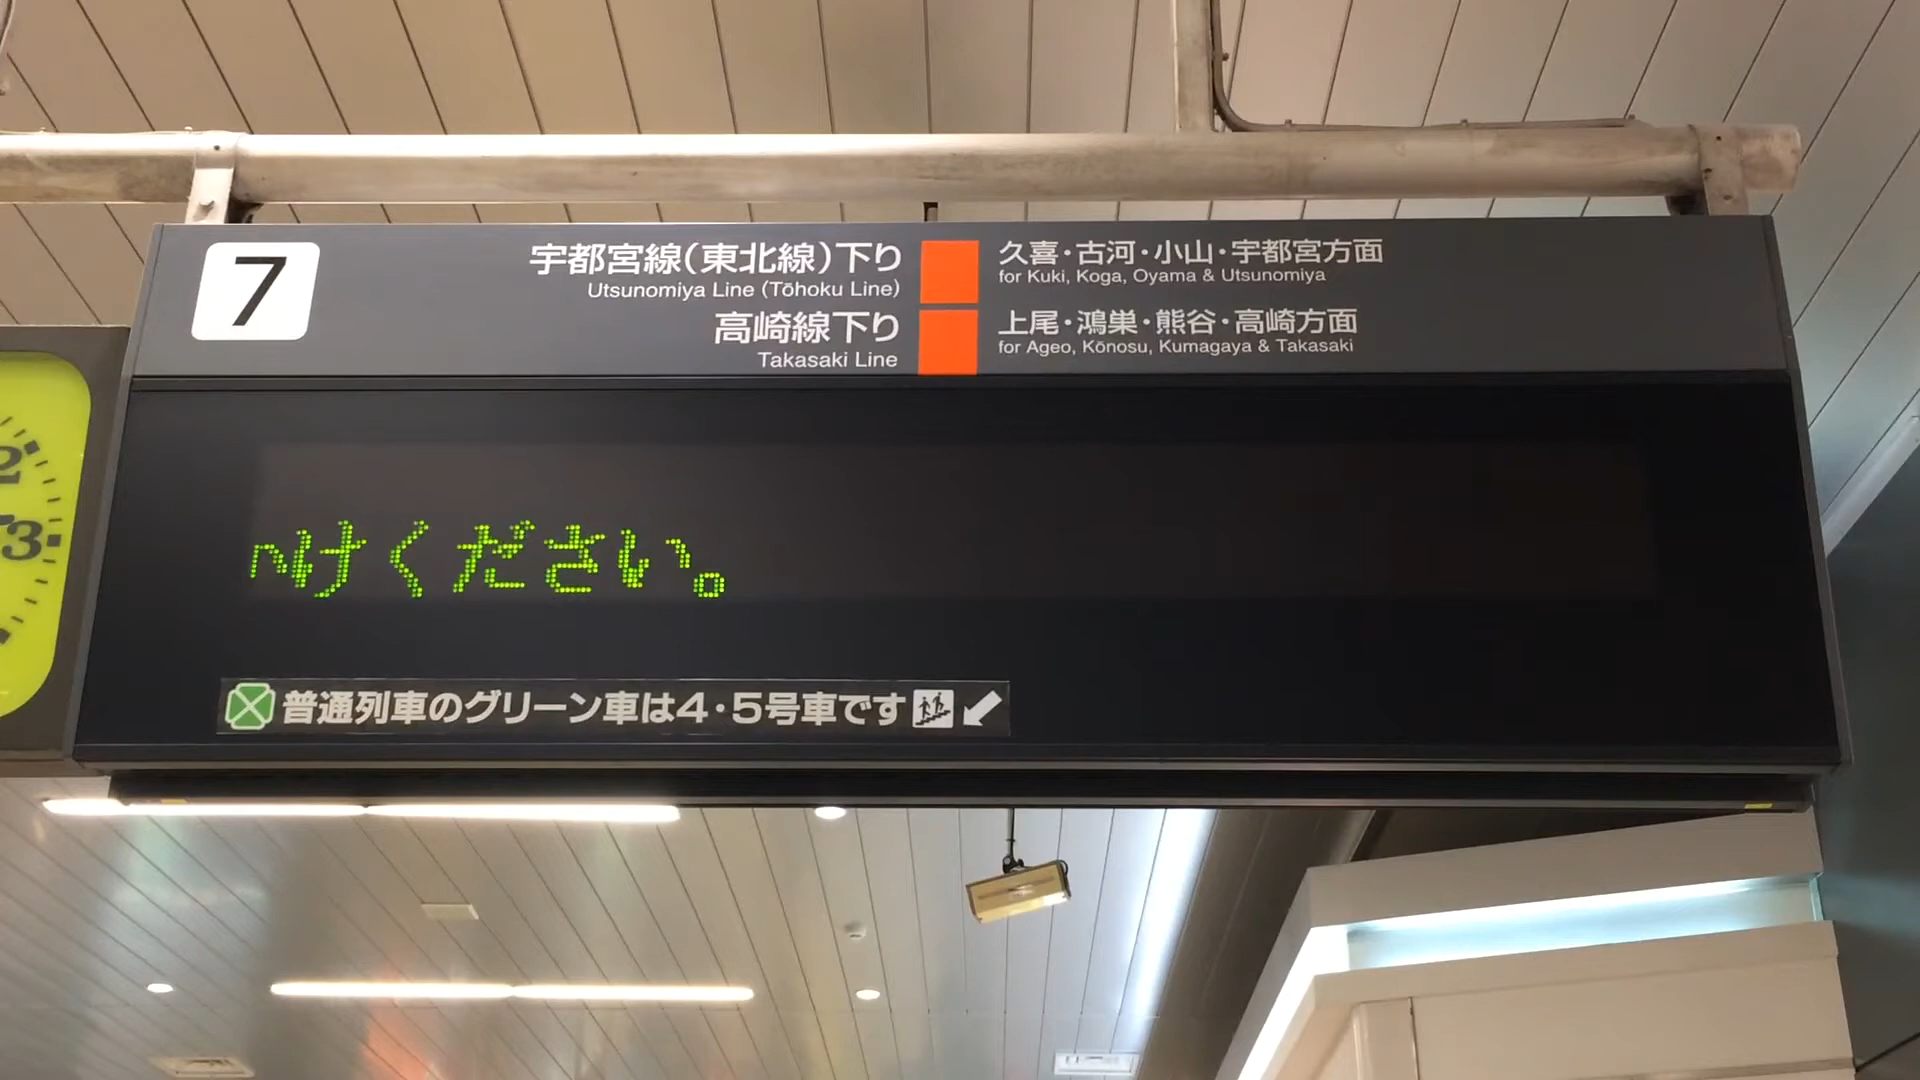 7
宇都宮線(東北線)下り
Utsunomiya Line (Tōhoku Line)
久喜・古河・小山・宇都宮方面
for Kuki, Koga, Oyama & Utsunomiya
高崎線下り
Takasaki Line
上尾・鴻巣・熊谷・高崎方面
for Ageo, Kōnosu, Kumagaya & Takasaki
2
3
けください。
普通列車のグリーン車は4・5号車です